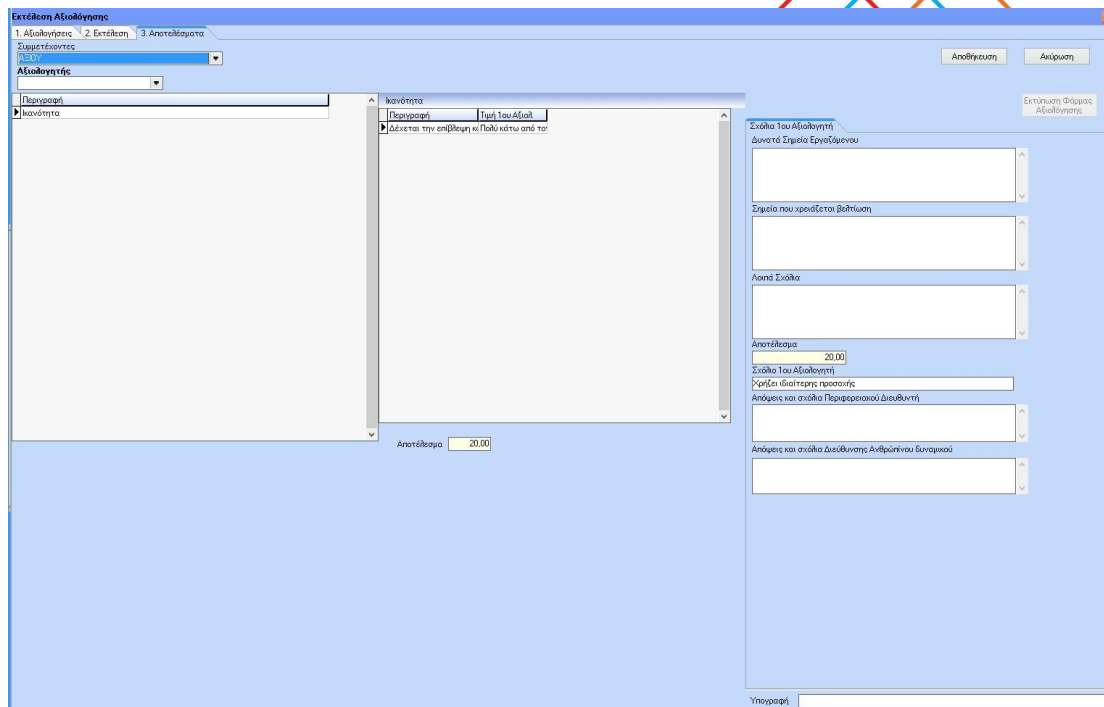 Εκτέλεση Αξιολόγησης
1. Αξιολογήσεις 2. Εκτέλεση 3. Αποτελέσματα
Συμμετέχοντες
ΑΞΙΟΥ
Αποθήκευση Ακύρωση
Αξιολογητής
Περιγραφή
Ικανότητα
Ικανότητα
Περιγραφή Τιμή 1ου Αξιολ
Δέχεται την επίβλεψη κ Πολύ κάτω από το
Εκτύπωση Φόρμας
Αξιολόγησης
Σχόλια 1ου Αξιολογητή
Δυνατά Σημεία Εργαζόμενου
Σημεία που χρειάζεται βελτίωση
Λοιπά Σχόλια
Αποτέλεσμα
20,00
Σχόλιο 1ου Αξιολογητή
Χρήζει ιδιαίτερης προσοχής
Απόψεις και σχόλια Περιφερειακού Διευθυντή
Αποτέλεσμα 20,00
Απόψεις και σχόλια Διεύθυνσης Ανθρώπίνου δυναμικού
Υπογραφή